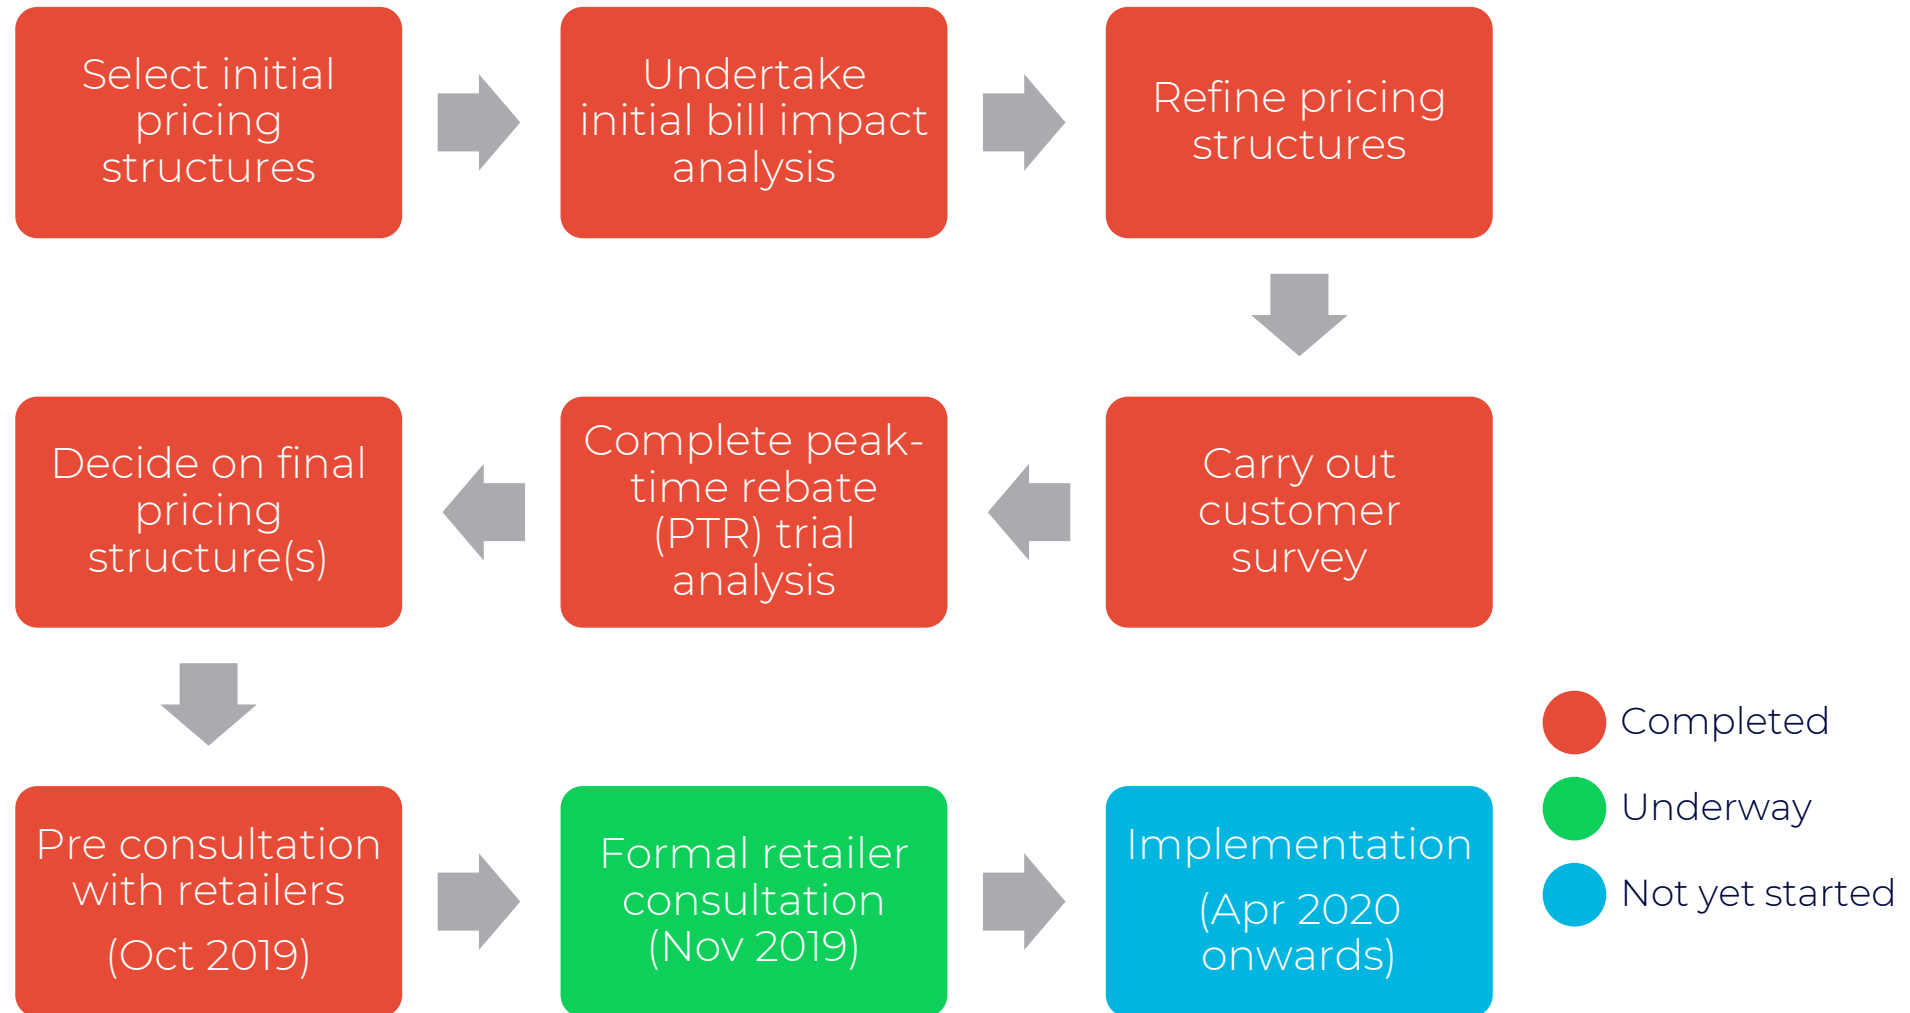 Select initial
pricing
structures
Undertake
initial bill impact
analysis
Refine pricing
structures
Carry out
customer
survey
Complete peak-
time rebate
(PTR) trial
analysis
Decide on final
pricing
structure(s)
Pre consultation
with retailers
(Oct 2019)
Formal retailer
consultation
(Nov 2019)
Implementation
(Apr 2020
onwards)
Completed
Underway
Not yet started